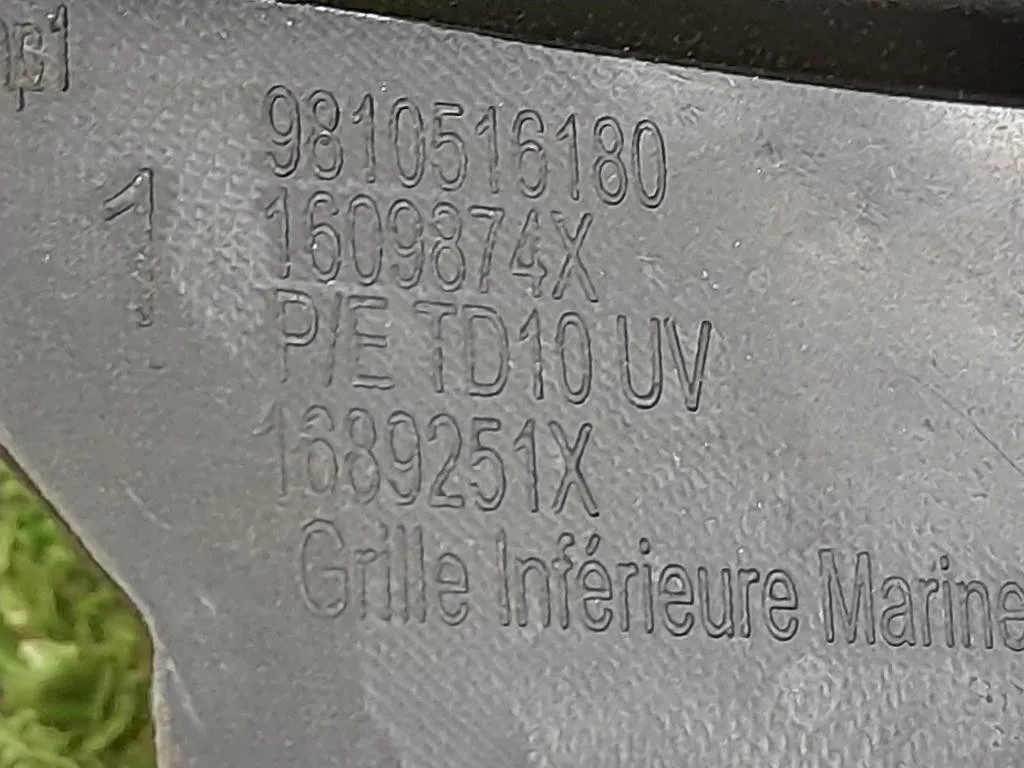 1
9810516180
1609874X
P/E TD10 UV
1689251X
Grille Inférieure Marine